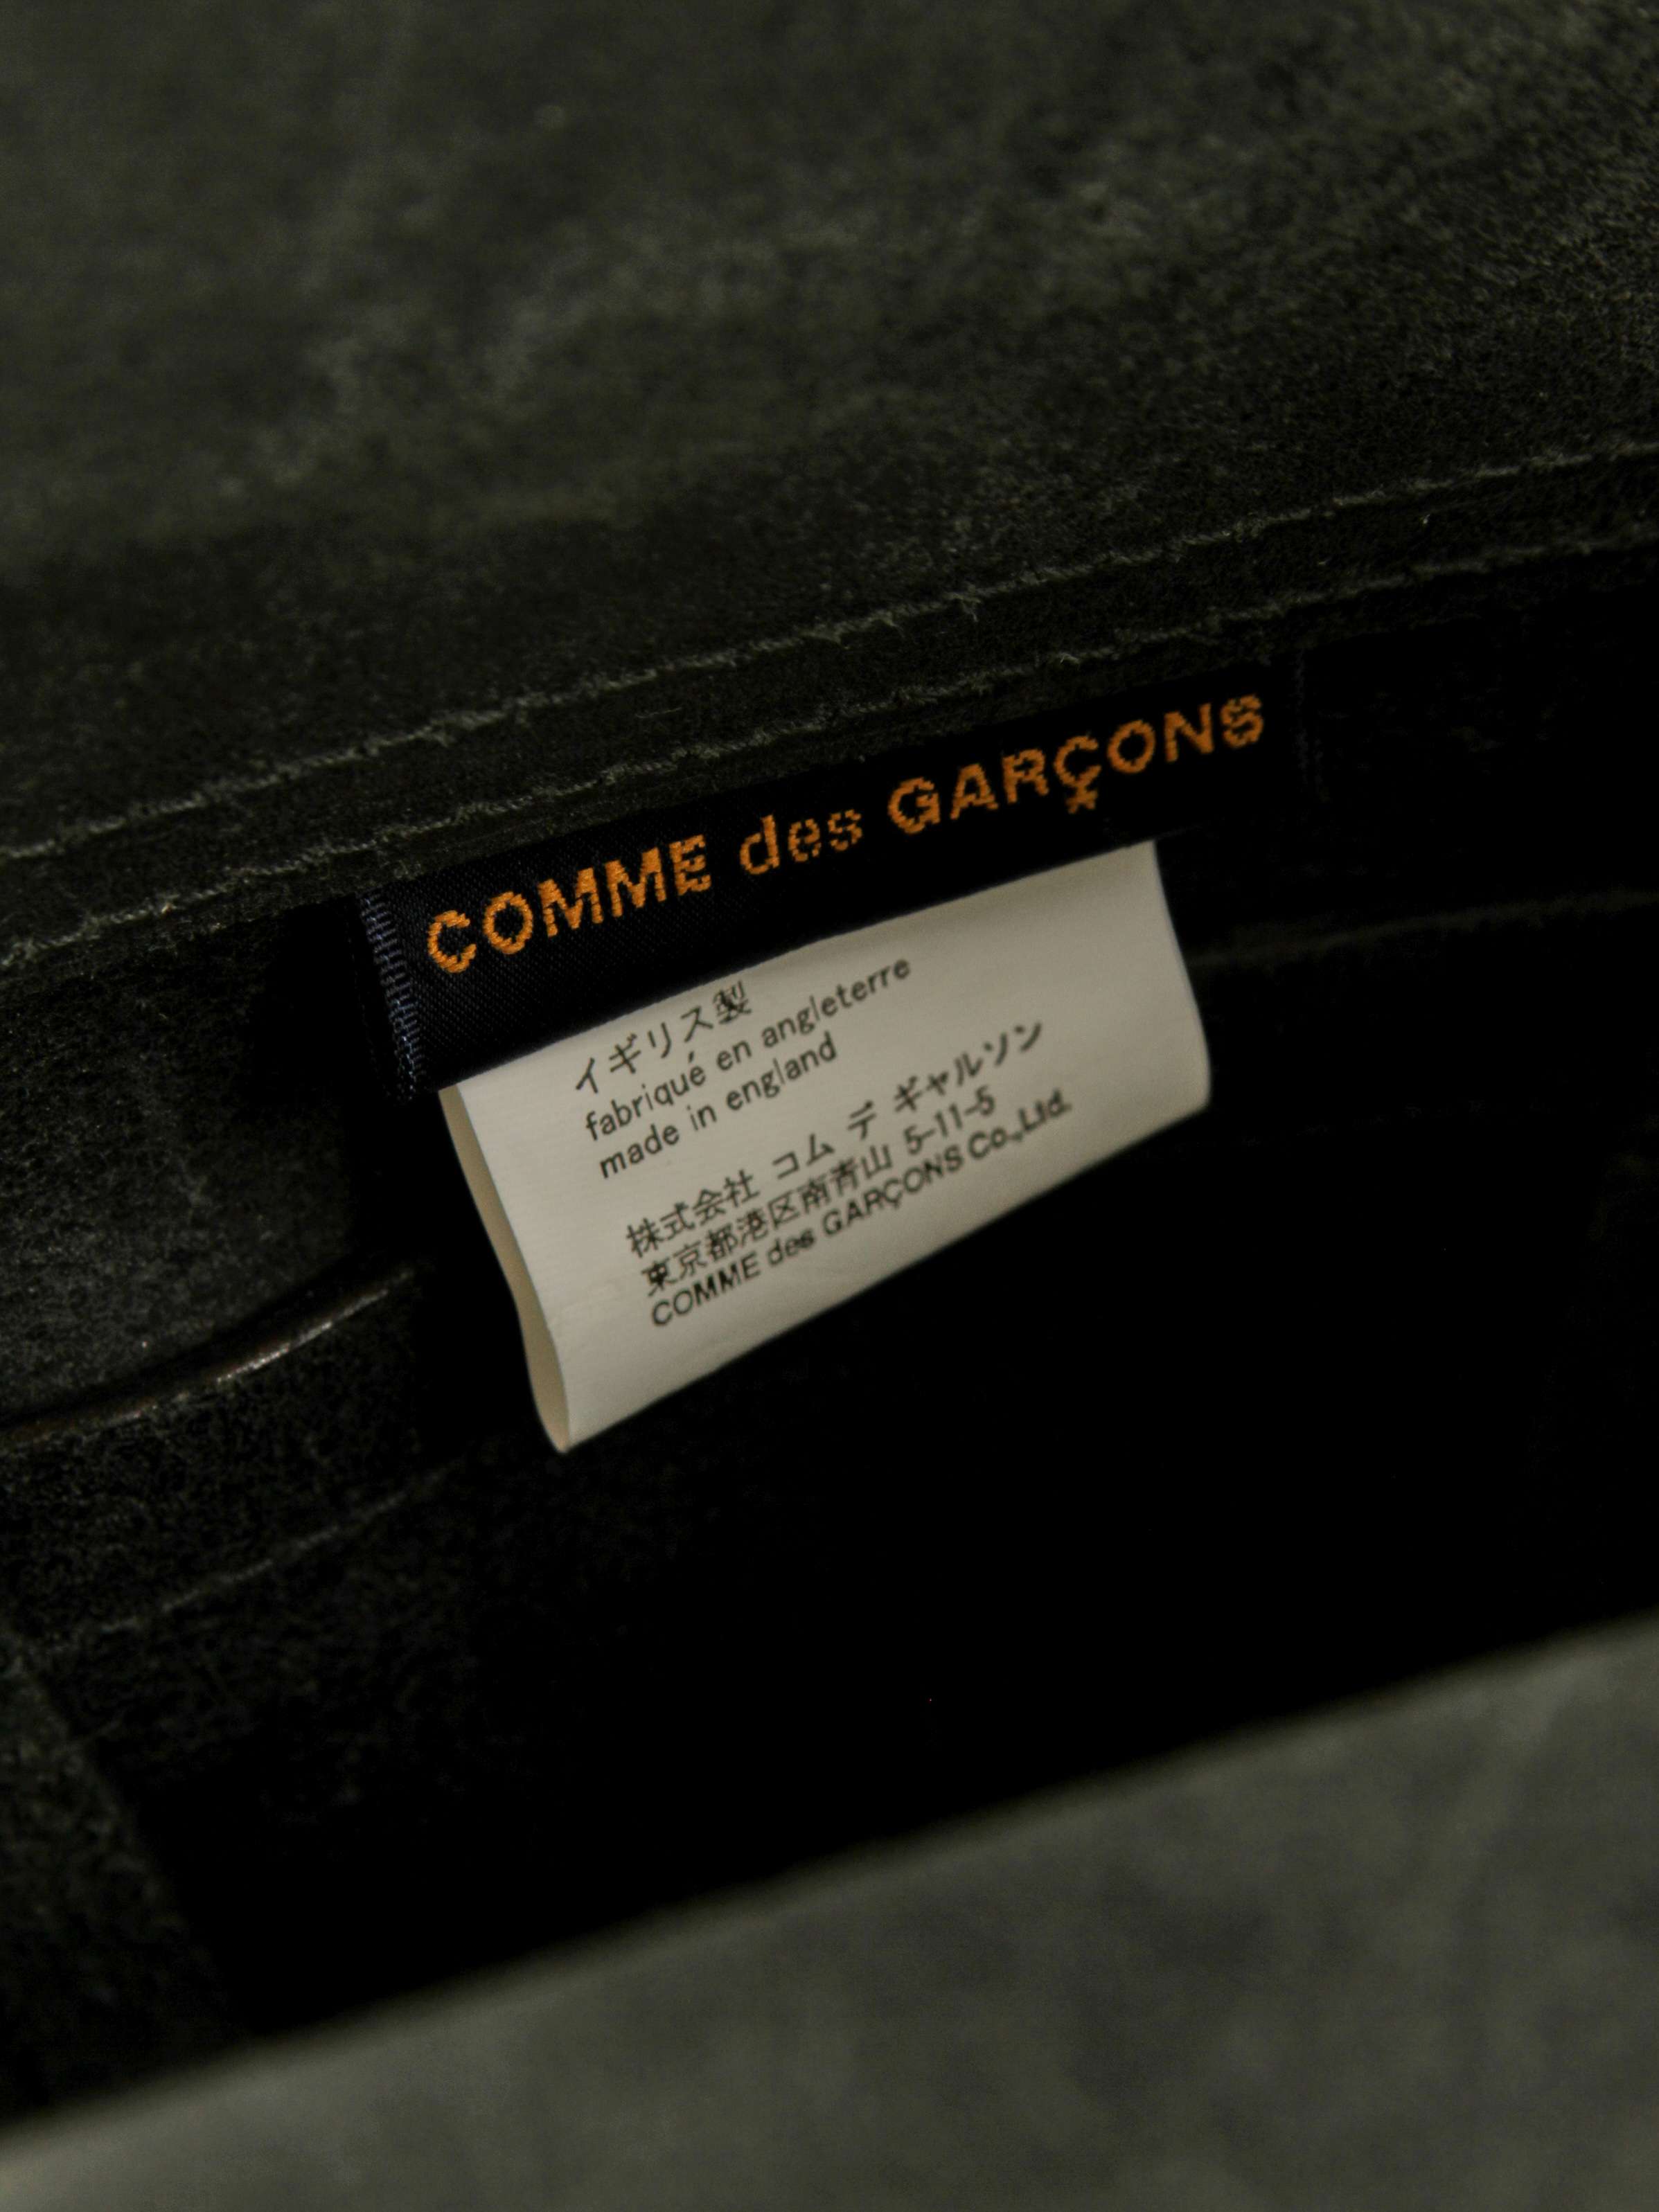 COMME des GARÇONS
イギリス製
fabriqué en angleterre
made in england
株式会社 コム デ ギャルソン
東京都港区南青山 5-11-5
COMME des GARÇONS Co.,Ltd.